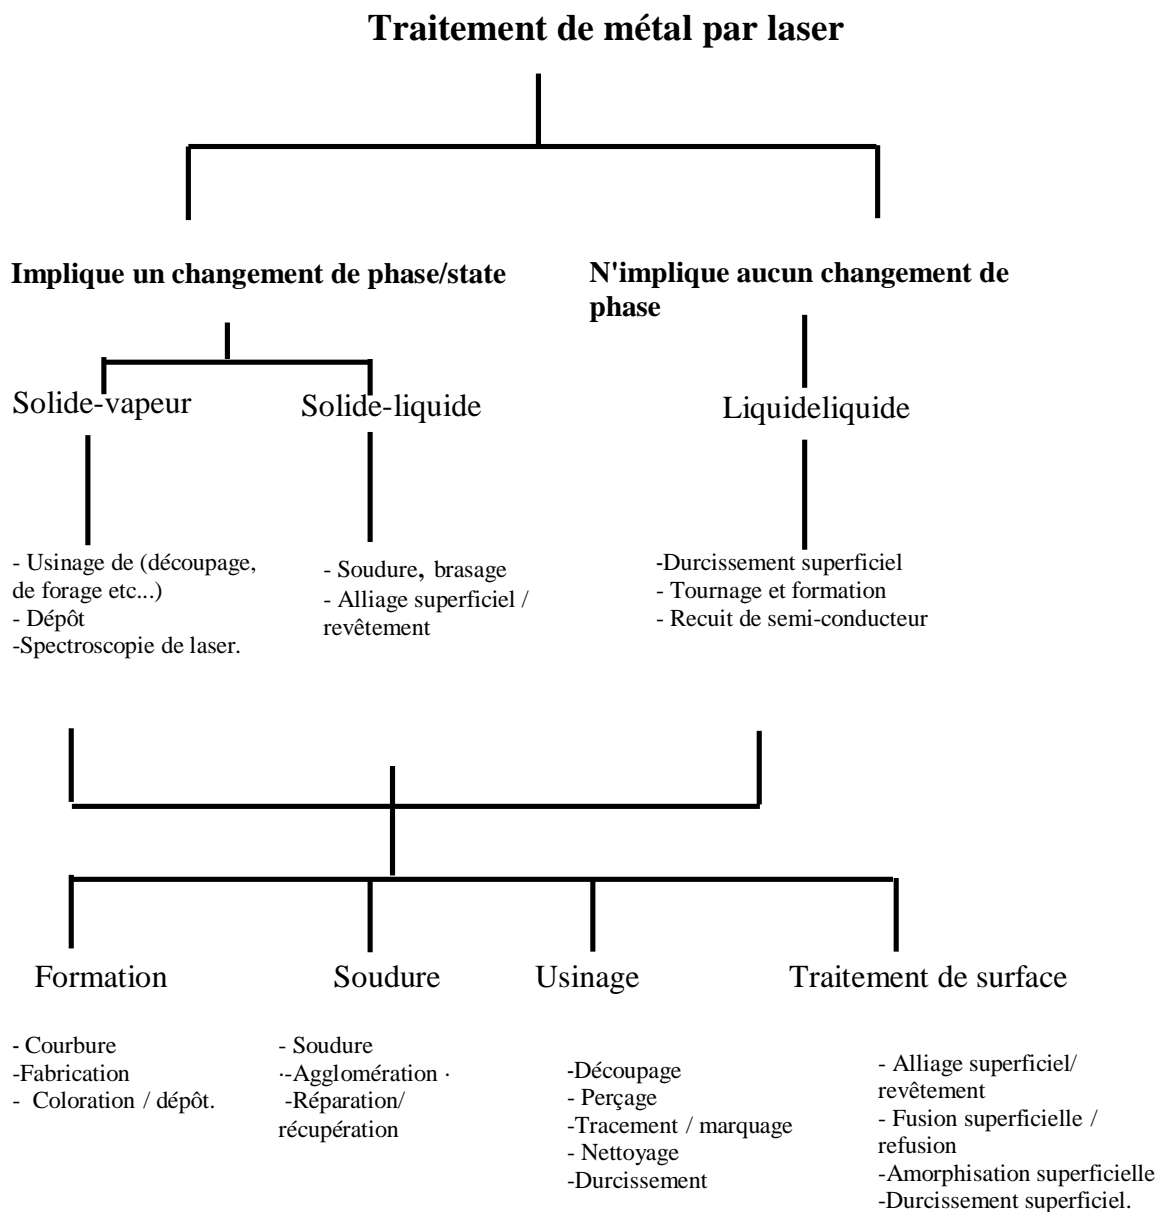 Traitement de métal par laser
Implique un changement de phase/state
N'implique aucun changement de
phase
Solide-vapeur
Solide-liquide
Liquideliquide
- Usinage de (découpage,
de forage etc...)
- Dépôt
-Spectroscopie de laser.
- Soudure, brasage
- Alliage superficiel /
revêtement
-Durcissement superficiel
- Tournage et formation
- Recuit de semi-conducteur
Formation
Soudure
Usinage
Traitement de surface
- Courbure
-Fabrication
- Coloration / dépôt.
- Soudure
·-Agglomération ·
-Réparation/
récupération
-Découpage
- Perçage
-Tracement / marquage
- Nettoyage
-Durcissement
- Alliage superficiel/
revêtement
- Fusion superficielle /
refusion
-Amorphisation superficielle
-Durcissement superficiel.